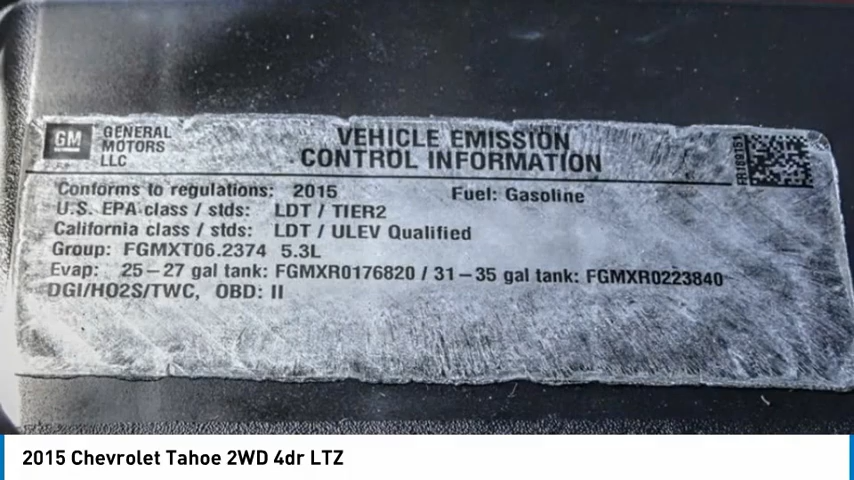 GM GENERAL MOTORS LLC
VEHICLE EMISSION
CONTROL INFORMATION
Conforms to regulations: 2015 Fuel: Gasoline
U.S. EPA class / stds: LDT / TIER2
California class / stds: LDT / ULEV Qualified
Group: FGMXT06.2374 5.3L
Evap: 25-27 gal tank: FGMXR0176820 / 31-35 gal tank: FGMXR0223840
DGI/HO2S/TWC, OBD: II
2015 Chevrolet Tahoe 2WD 4dr LTZ